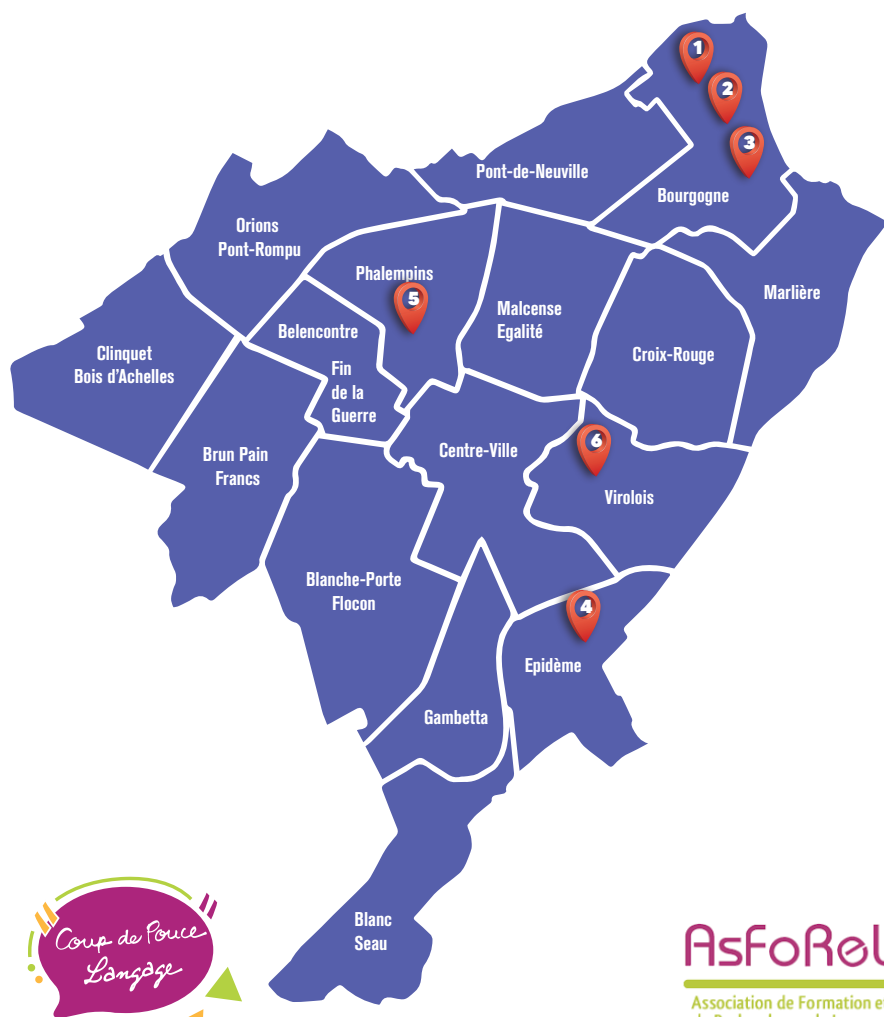 1
2
3
Pont-de-Neuville
Bourgogne
Orions
Pont-Rompu
Phalempins
5
Marlière
Malcense
Egalité
Belencontre
Clinquet
Bois d'Achelles
Croix-Rouge
Fin
de la
Guerre
Brun Pain
Francs
Centre-Ville
6
Virolois
Blanche-Porte
Flocon
4
Epidème
Gambetta
Blanc
Seau
Coup de Pouce
Langage
AsFoReL
Association de Formation et